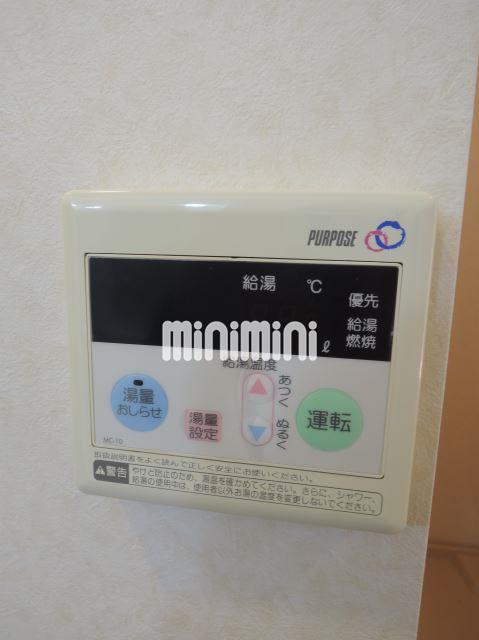 PURPOSE
給湯 ℃
優先
給湯
燃焼
minimini
ℓ
給湯温度
湯量
おしらせ
湯量
設定
あつく
ぬるく
運転
MC-10
取扱説明書をよく読んで正しく安全にお使いください。
警告 やけど防止のため、湯温を確かめてください。さらに、シャワー、
給湯の使用中は、使用者以外お湯の温度を変更しないでください。